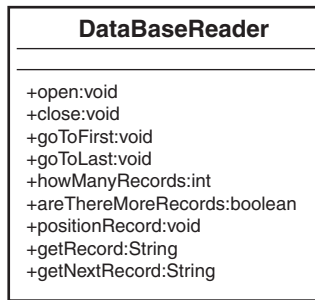 DataBaseReader
+open:void
+close:void
+goToFirst:void
+goToLast:void
+howManyRecords:int
+areThereMoreRecords:boolean
+positionRecord:void
+getRecord:String
+getNextRecord:String